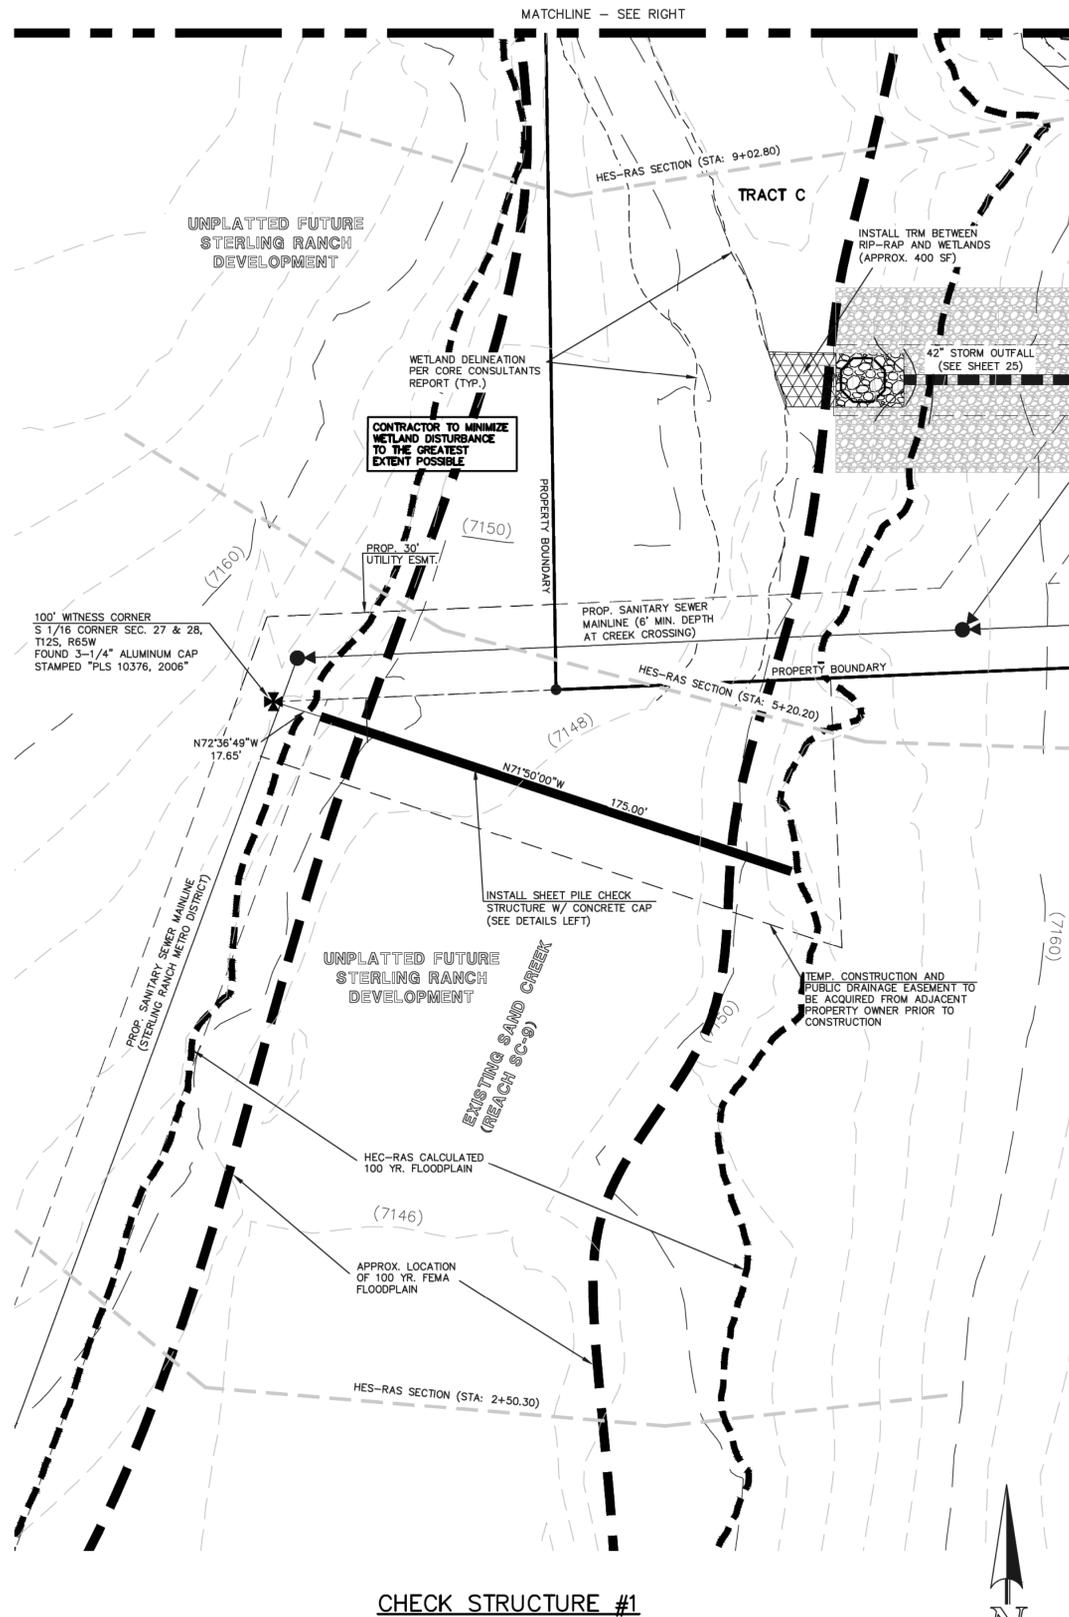 MATCHLINE – SEE RIGHT
HES-RAS SECTION (STA: 9+02.80)
TRACT C
UNPLATTED FUTURE
STERLING RANCH
DEVELOPMENT
INSTALL TRM BETWEEN
RIP-RAP AND WETLANDS
(APPROX. 400 SF)
42" STORM OUTFALL
(SEE SHEET 25)
WETLAND DELINEATION
PER CORE CONSULTANTS
REPORT (TYP.)
CONTRACTOR TO MINIMIZE
WETLAND DISTURBANCE
TO THE GREATEST
EXTENT POSSIBLE
PROPERTY BOUNDARY
(7150)
(7160)
PROP. 30'
UTILITY ESMT.
100' WITNESS CORNER
S 1/16 CORNER SEC. 27 & 28,
T12S, R65W
FOUND 3-1/4" ALUMINUM CAP
STAMPED "PLS 10376, 2006"
PROP. SANITARY SEWER
MAINLINE (6' MIN. DEPTH
AT CREEK CROSSING)
PROPERTY BOUNDARY
HES-RAS SECTION (STA: 5+20.20)
(7148)
N72°36'49"W
17.65'
N71°50'00"W
175.00'
INSTALL SHEET PILE CHECK
STRUCTURE W/ CONCRETE CAP
(SEE DETAILS LEFT)
PROP. SANITARY SEWER MAINLINE
(STERLING RANCH METRO DISTRICT)
UNPLATTED FUTURE
STERLING RANCH
DEVELOPMENT
EXISTING SAND CREEK
(REACH SC-9)
TEMP. CONSTRUCTION AND
PUBLIC DRAINAGE EASEMENT TO
BE ACQUIRED FROM ADJACENT
PROPERTY OWNER PRIOR TO
CONSTRUCTION
(7160)
HEC-RAS CALCULATED
100 YR. FLOODPLAIN
(7146)
APPROX. LOCATION
OF 100 YR. FEMA
FLOODPLAIN
HES-RAS SECTION (STA: 2+50.30)
CHECK STRUCTURE #1
N